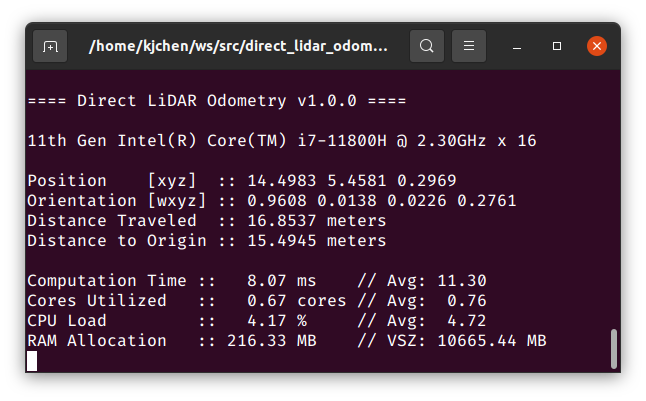 /home/kjchen/ws/src/direct_lidar_odom...
==== Direct LiDAR Odometry v1.0.0 ====
11th Gen Intel(R) Core(TM) i7-11800H @ 2.30GHz x 16
Position    [xyz]  :: 14.4983 5.4581 0.2969
Orientation [wxyz] :: 0.9608 0.0138 0.0226 0.2761
Distance Traveled  :: 16.8537 meters
Distance to Origin :: 15.4945 meters
Computation Time ::   8.07 ms    // Avg: 11.30
Cores Utilized   ::   0.67 cores // Avg:  0.76
CPU Load         ::   4.17 %     // Avg:  4.72
RAM Allocation   :: 216.33 MB    // VSZ: 10665.44 MB